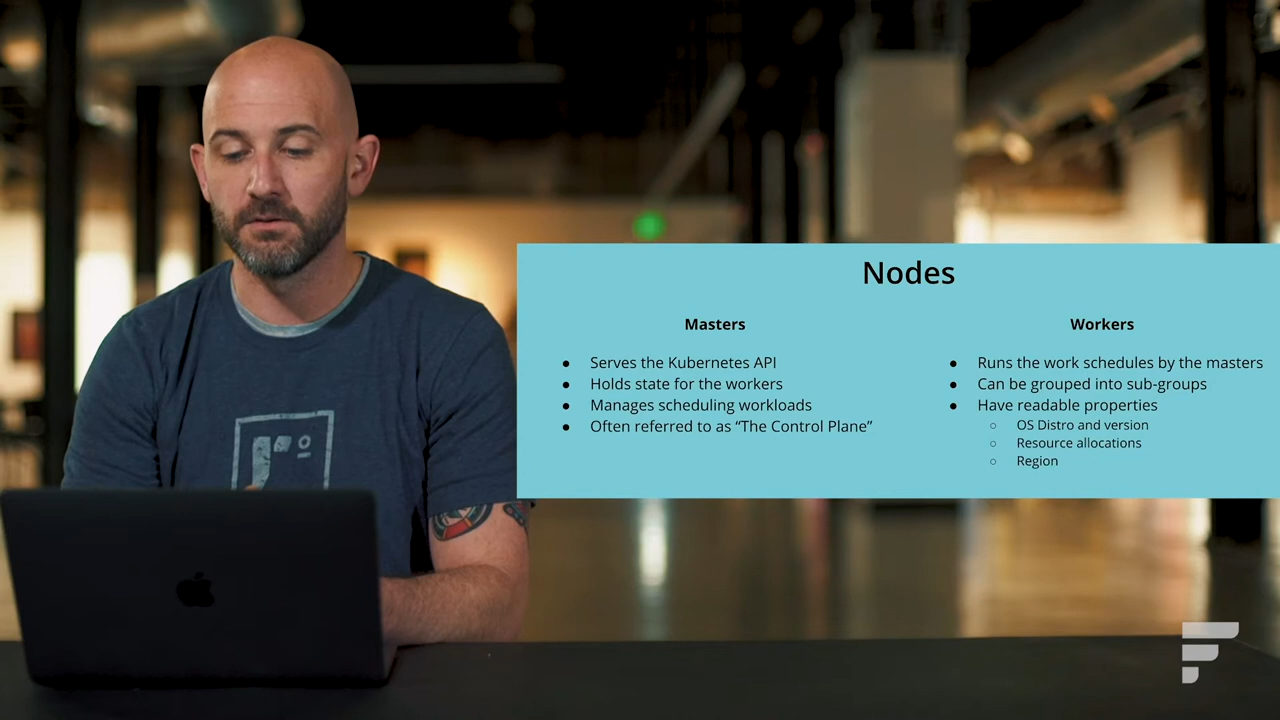 Nodes
Masters
Serves the Kubernetes API
Holds state for the workers
Manages scheduling workloads
Often referred to as “The Control Plane”
Workers
Runs the work schedules by the masters
Can be grouped into sub-groups
Have readable properties
OS Distro and version
Resource allocations
Region